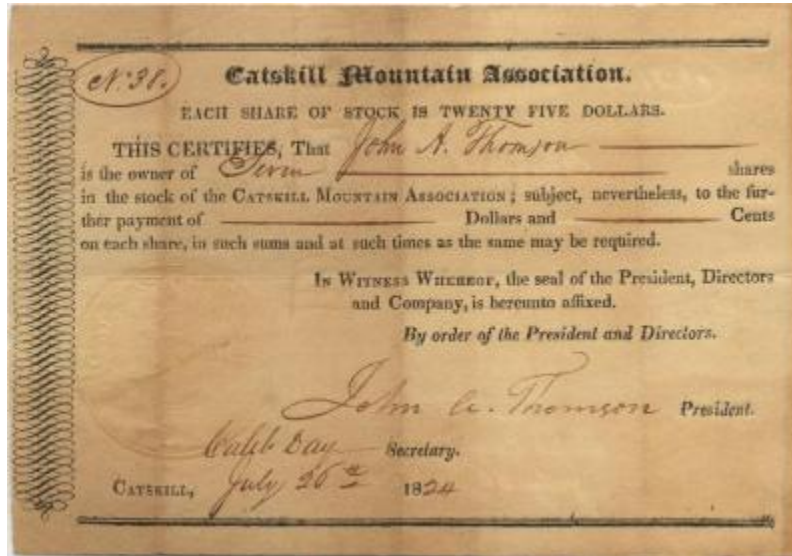 No. 38.
Catskill Mountain Association.
EACH SHARE OF STOCK IS TWENTY FIVE DOLLARS.
THIS CERTIFIES, That John A. Thomson
is the owner of Seven shares
in the stock of the CATSKILL MOUNTAIN ASSOCIATION; subject, nevertheless, to the fur-
ther payment of Dollars and Cents
on each share, in such sums and at such times as the same may be required.
IN WITNESS WHEREOF, the seal of the President, Directors
and Company, is hereunto affixed.
By order of the President and Directors.
John A. Thomson President.
Caleb Day Secretary.
CATSKILL, July 26th 1824